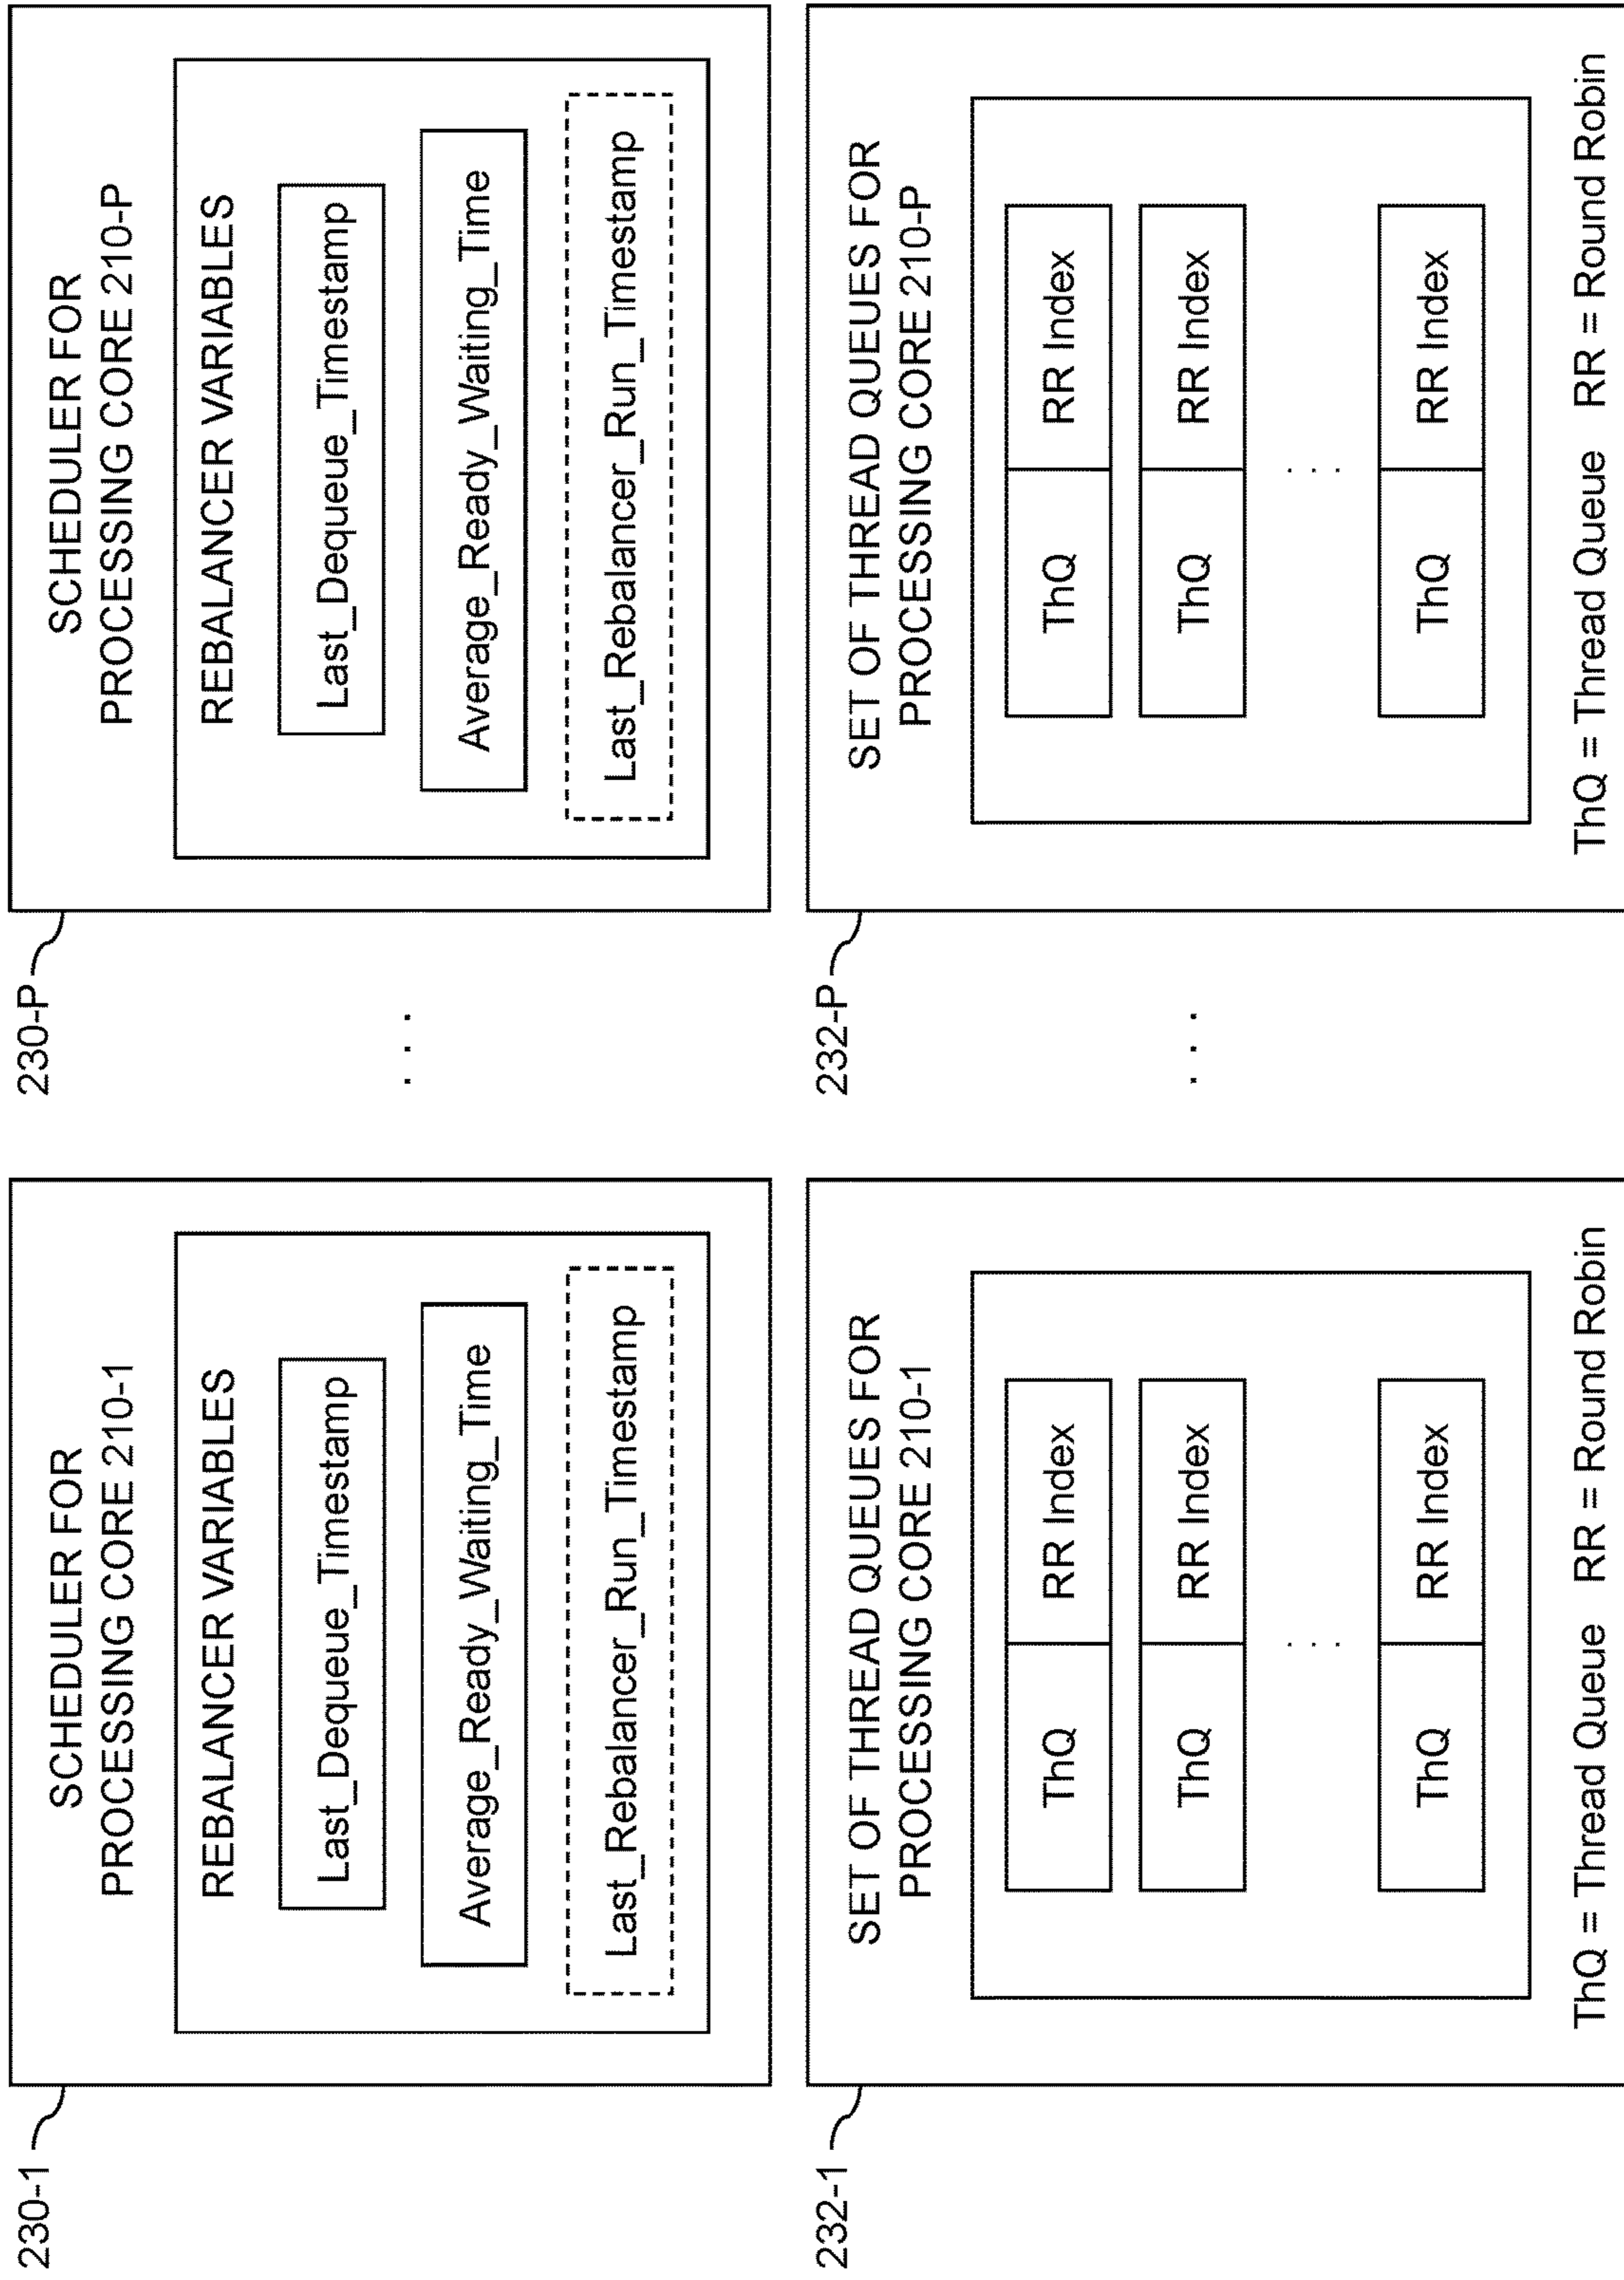 230-1
SCHEDULER FOR
PROCESSING CORE 210-1
REBALANCER VARIABLES
Last_Dequeue_Timestamp
Average_Ready_Waiting_Time
Last_Rebalancer_Run_Timestamp
. . .
230-P
SCHEDULER FOR
PROCESSING CORE 210-P
REBALANCER VARIABLES
Last_Dequeue_Timestamp
Average_Ready_Waiting_Time
Last_Rebalancer_Run_Timestamp
232-1
SET OF THREAD QUEUES FOR
PROCESSING CORE 210-1
ThQ RR Index
ThQ RR Index
. . .
ThQ RR Index
ThQ = Thread Queue RR = Round Robin
. . .
232-P
SET OF THREAD QUEUES FOR
PROCESSING CORE 210-P
ThQ RR Index
ThQ RR Index
. . .
ThQ RR Index
ThQ = Thread Queue RR = Round Robin